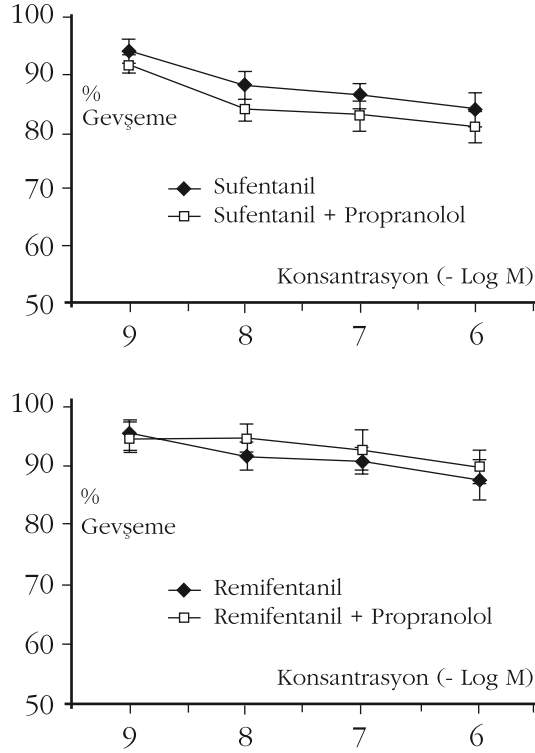 100
90
%
Gevşeme
80
70
Sufentanil
Sufentanil + Propranolol
60
Konsantrasyon (- Log M)
50
9 8 7 6
100
90
%
Gevşeme
80
70
Remifentanil
Remifentanil + Propranolol
60
Konsantrasyon (- Log M)
50
9 8 7 6